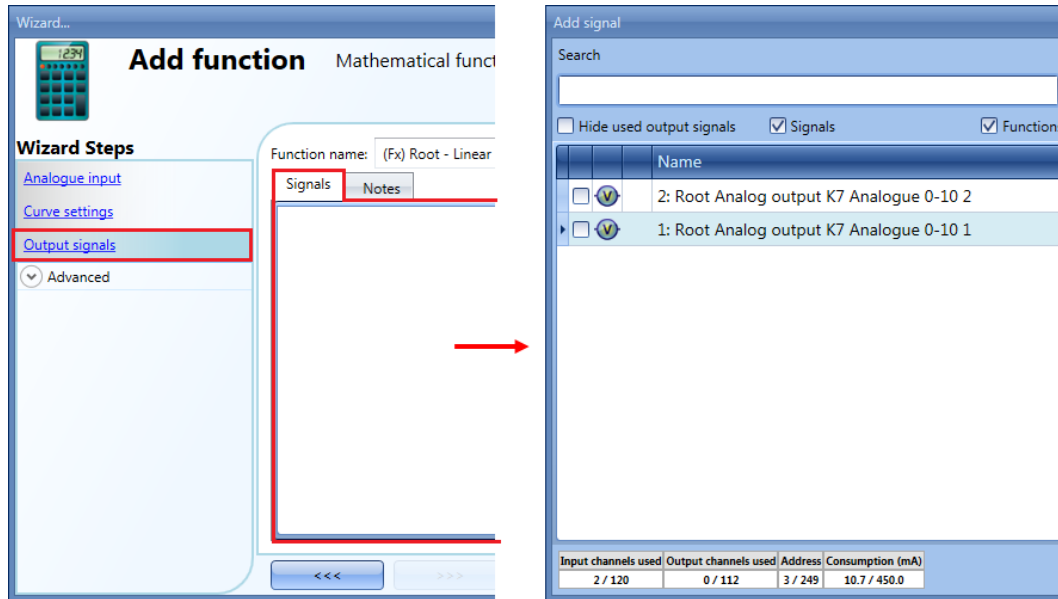 Wizard...
1234
Add function Mathematical funct
Wizard Steps
Analogue input
Curve settings
Output signals
Advanced
Function name: (Fx) Root - Linear
Signals Notes
<<< >>>
Add signal
Search
Hide used output signals Signals Function
Name
V 2: Root Analog output K7 Analogue 0-10 2
V 1: Root Analog output K7 Analogue 0-10 1
Input channels used Output channels used Address Consumption (mA)
2 / 120 0 / 112 3 / 249 10.7 / 450.0